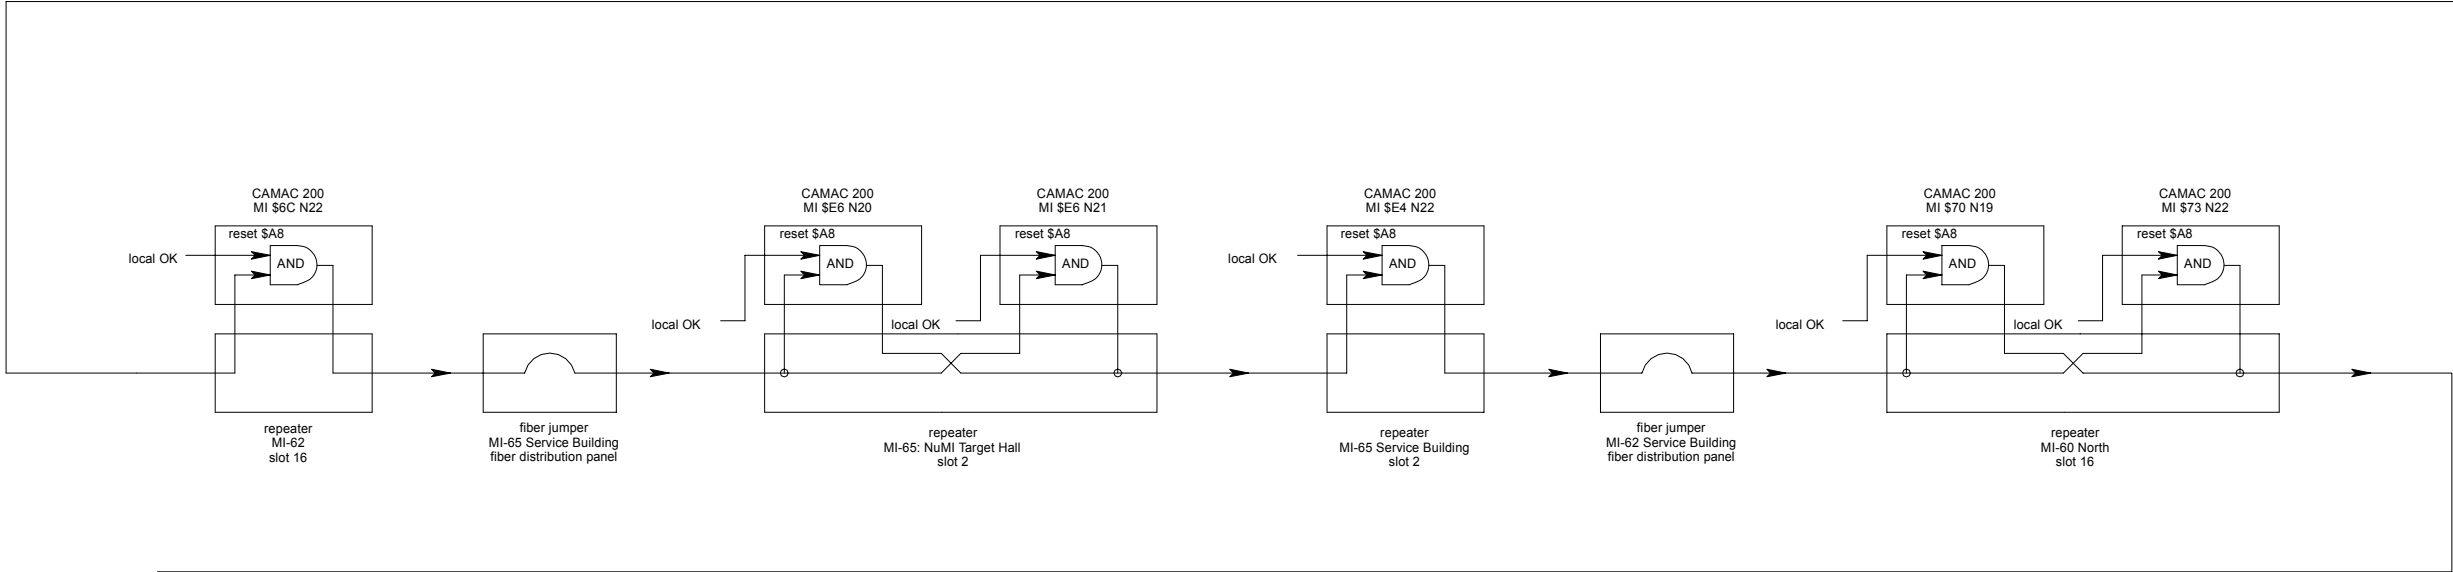 CAMAC 200
MI $6C N22
reset $A8
AND
local OK
repeater
MI-62
slot 16
fiber jumper
MI-65 Service Building
fiber distribution panel
CAMAC 200
MI $E6 N20
reset $A8
AND
local OK
CAMAC 200
MI $E6 N21
reset $A8
AND
local OK
repeater
MI-65: NuMI Target Hall
slot 2
CAMAC 200
MI $E4 N22
reset $A8
AND
local OK
repeater
MI-65 Service Building
slot 2
fiber jumper
MI-62 Service Building
fiber distribution panel
CAMAC 200
MI $70 N19
reset $A8
AND
local OK
CAMAC 200
MI $73 N22
reset $A8
AND
local OK
repeater
MI-60 North
slot 16